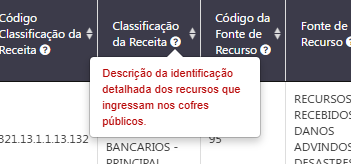 Código
Classificação da
Receita ?
Classificação
da Receita ?
Código da
Fonte de
Recurso ?
Fonte de
Recurso ?
Descrição da identificação
detalhada dos recursos que
ingressam nos cofres
públicos.
321.13.1.1.13.132
BANCÁRIOS -
PRINCIPAL
95
RECURSOS
RECEBIDOS
DANOS
ADVINDOS
DESASTRE